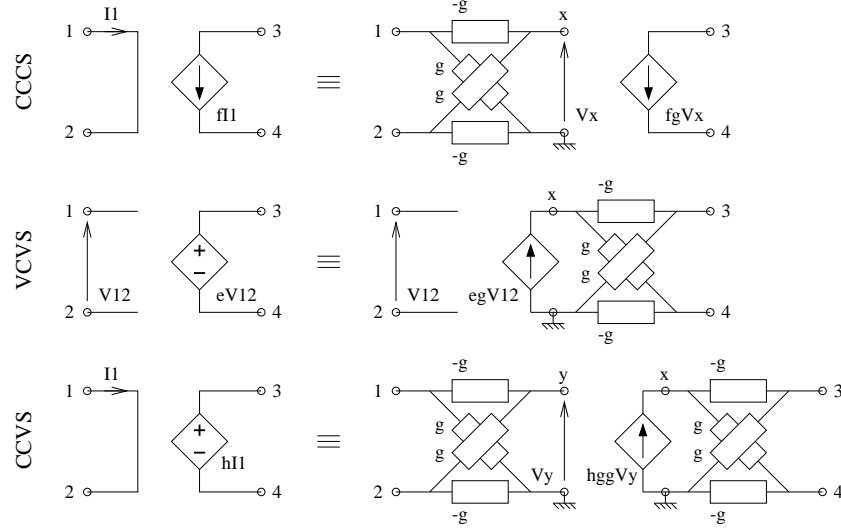 CCCS
1 I1 3 1 -g x 3
g
g
2 fI1 4 2 -g Vx fgVx 4
VCVS
1 3 1 x -g 3
+ g
− g
2 V12 eV12 4 2 V12 egV12 -g 4
CCVS
1 I1 3 1 -g y x -g 3
+ g g
− g g
2 hI1 4 2 -g Vy hggVy -g 4